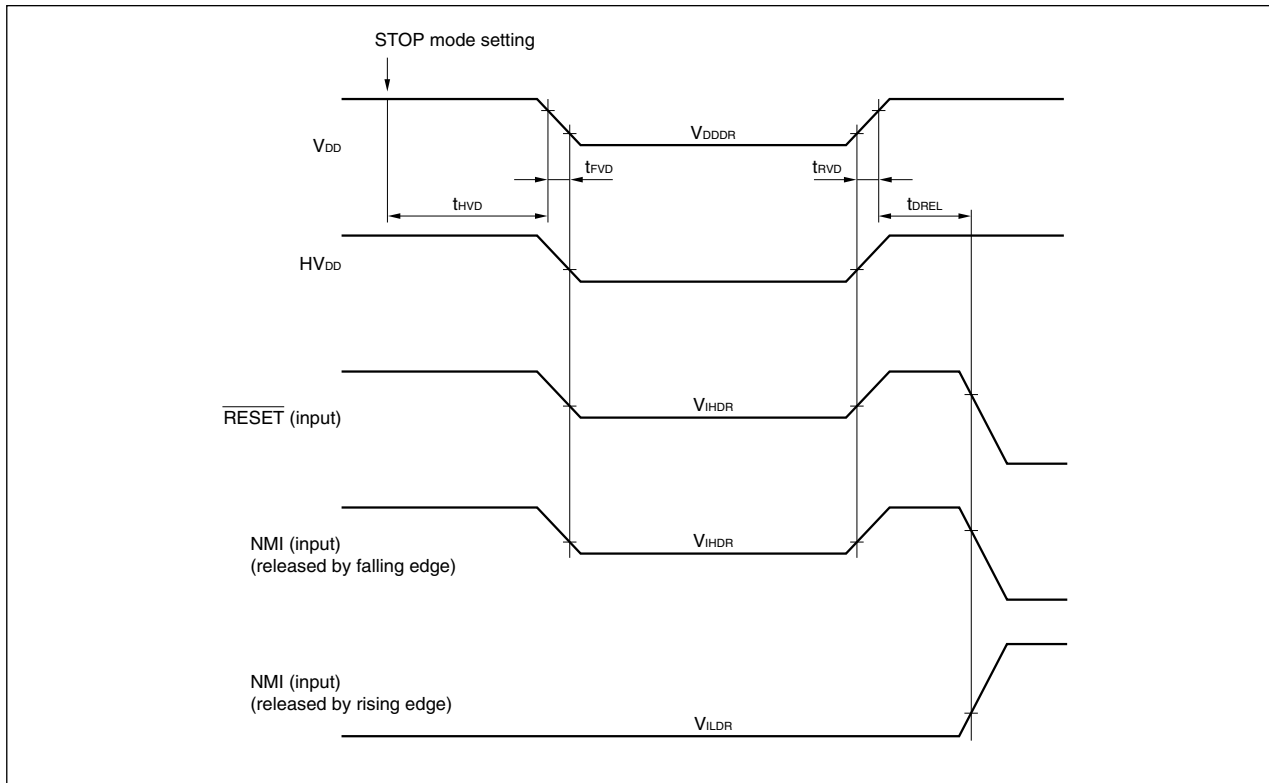 STOP mode setting
VDD
VDDDR
tFVD
tRVD
tHVD
tDREL
HVDD
RESET (input)
VIHDR
NMI (input)
(released by falling edge)
VIHDR
NMI (input)
(released by rising edge)
VILDR